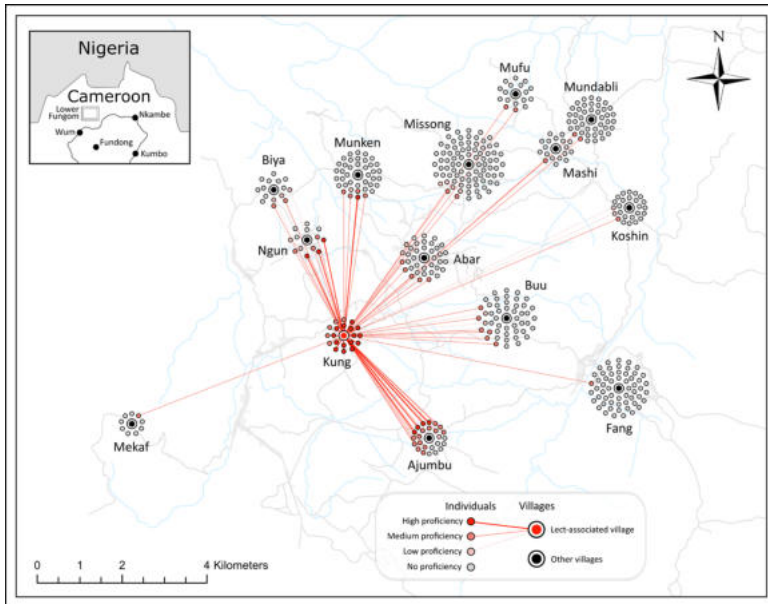 Nigeria
Cameroon
Lower
Fungom
Nkambe
Wum
Fundong
Kumbo
N
Mufu
Mundabli
Missong
Munken
Biya
Mashi
Koshin
Ngun
Abar
Buu
Kung
Fang
Mekaf
Ajumbu
Individuals Villages
High proficiency Lect-associated village
Medium proficiency
Low proficiency Other villages
No proficiency
0 1 2 4 Kilometers